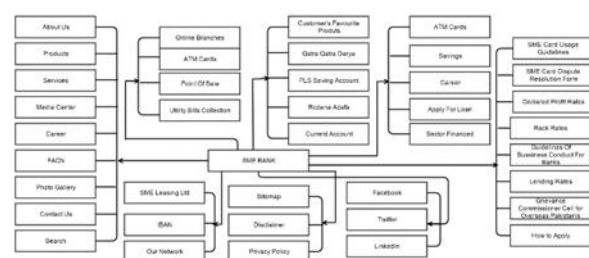 About Us
Products
Services
Media Center
Career
FAQs
Photo Gallery
Contact Us
Search
Online Branches
ATM Cards
Point Of Sale
Utility Bills Collection
Customer's Favourite
Produts
Qatra Qatra Darya
PLS Saving Account
Rozana Adafa
Current Account
ATM Cards
Savings
Career
Apply For Loan
Sector Financed
SME Card Usage
Guidelines
SME Card Dispute
Resolution Form
Declared Profit Rates
Rack Rates
Guidelines Of
Bussiness Conduct For
Banks
Lending Rates
Grievance
Commissioner Cell for
Overseas Pakistanis
How to Apply
SME BANK
SME Leasing Ltd
IBAN
Our Network
Sitemap
Disclaimer
Privacy Policy
Facebook
Twitter
LinkedIn